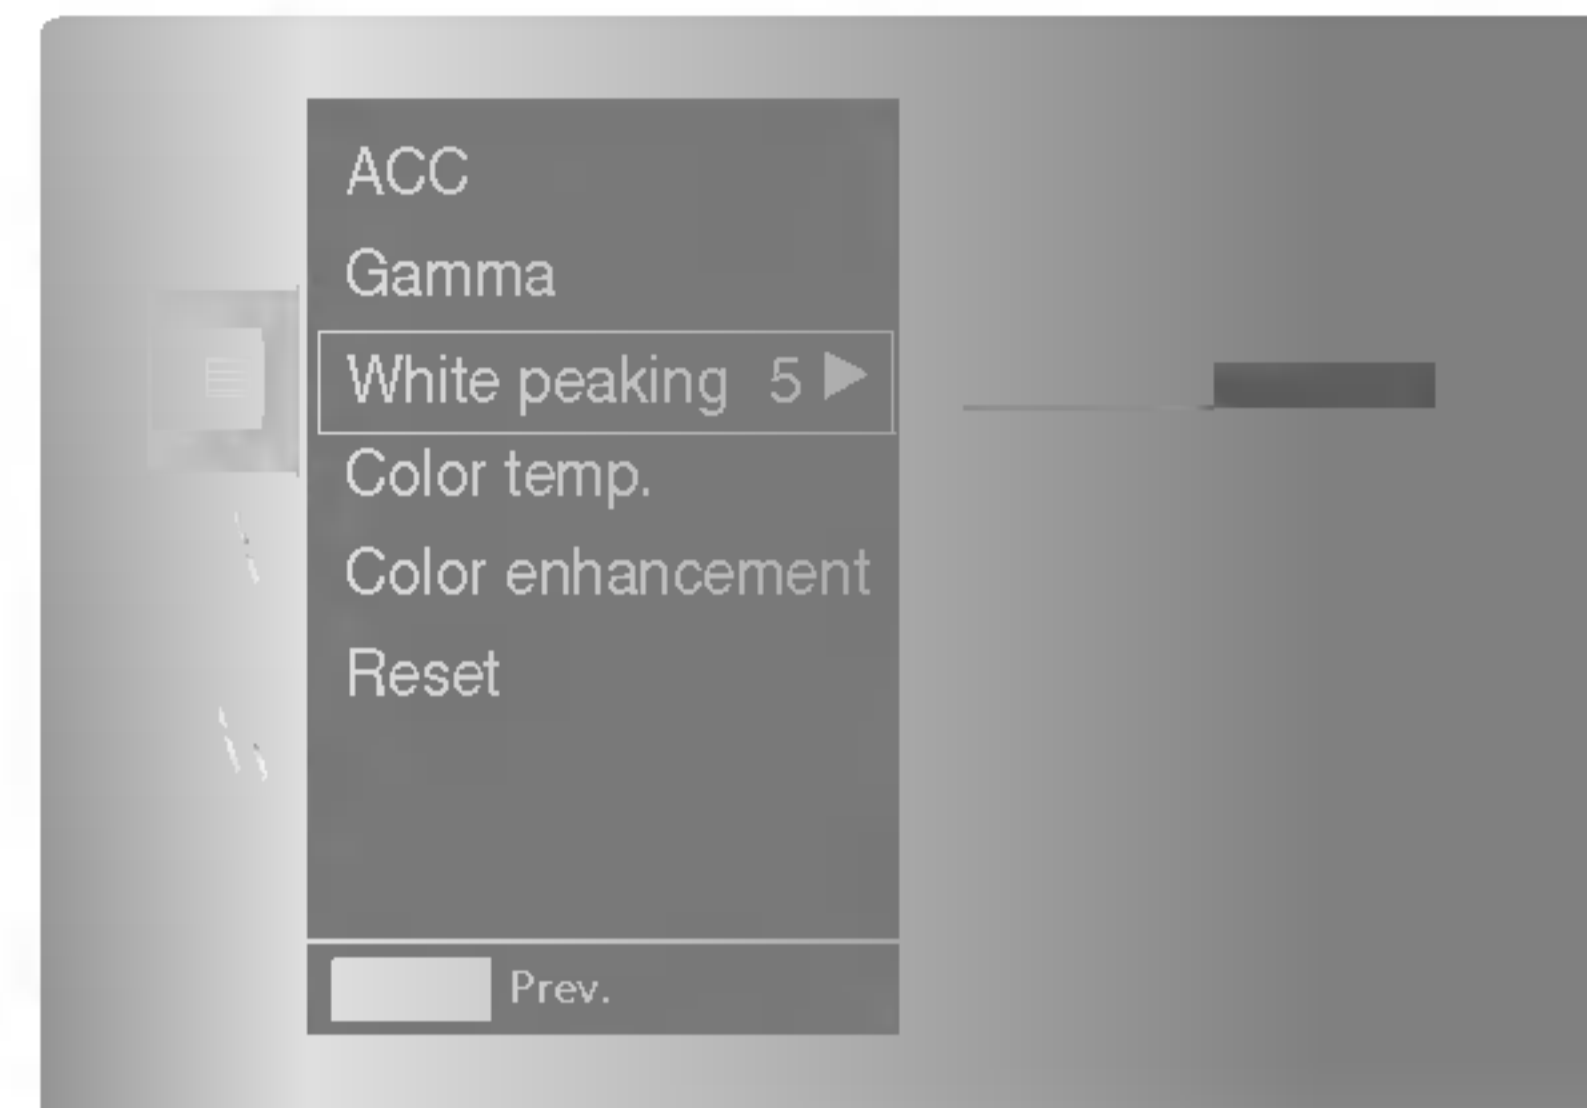 ACC
Gamma
White peaking 5 ▶
Color temp.
Color enhancement
Reset
Prev.